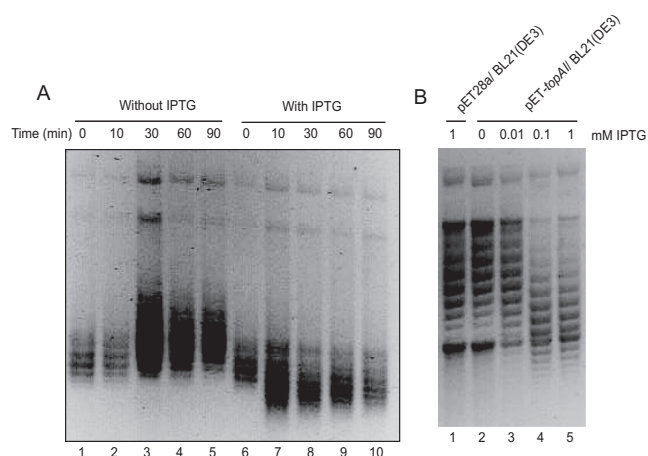 A
Without IPTG With IPTG
Time (min) 0 10 30 60 90 0 10 30 60 90
1 2 3 4 5 6 7 8 9 10
B
pET28a/ BL21(DE3)
pET-topAI/ BL21(DE3)
1 0 0.01 0.1 1 mM IPTG
1 2 3 4 5